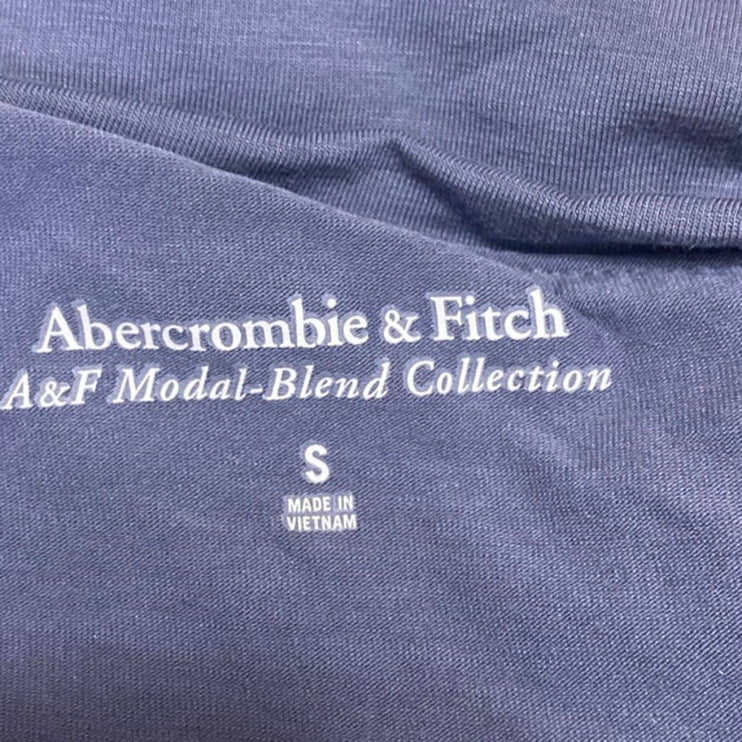 Abercrombie & Fitch
A&F Modal-Blend Collection
S
MADE IN
VIETNAM